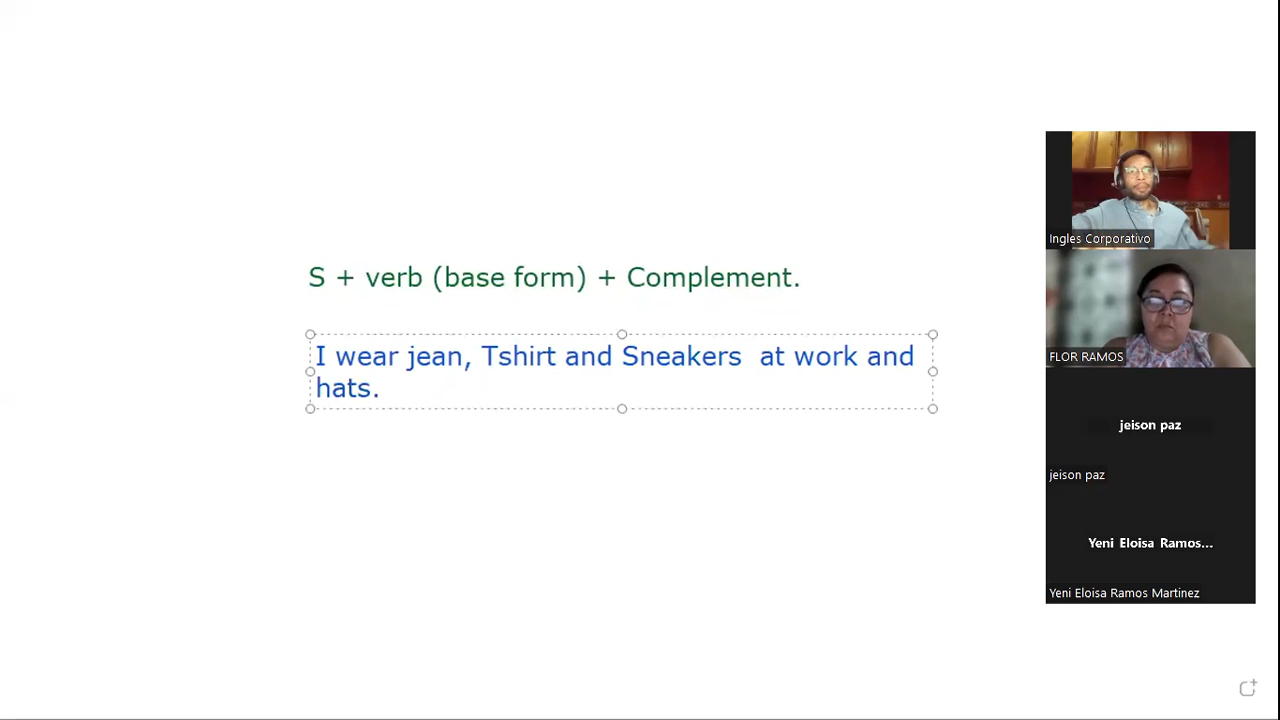 S + verb (base form) + Complement.
I wear jean, Tshirt and Sneakers  at work and
hats.
Ingles Corporativo
FLOR RAMOS
jeison paz
jeison paz
Yeni Eloisa Ramos...
Yeni Eloisa Ramos Martinez